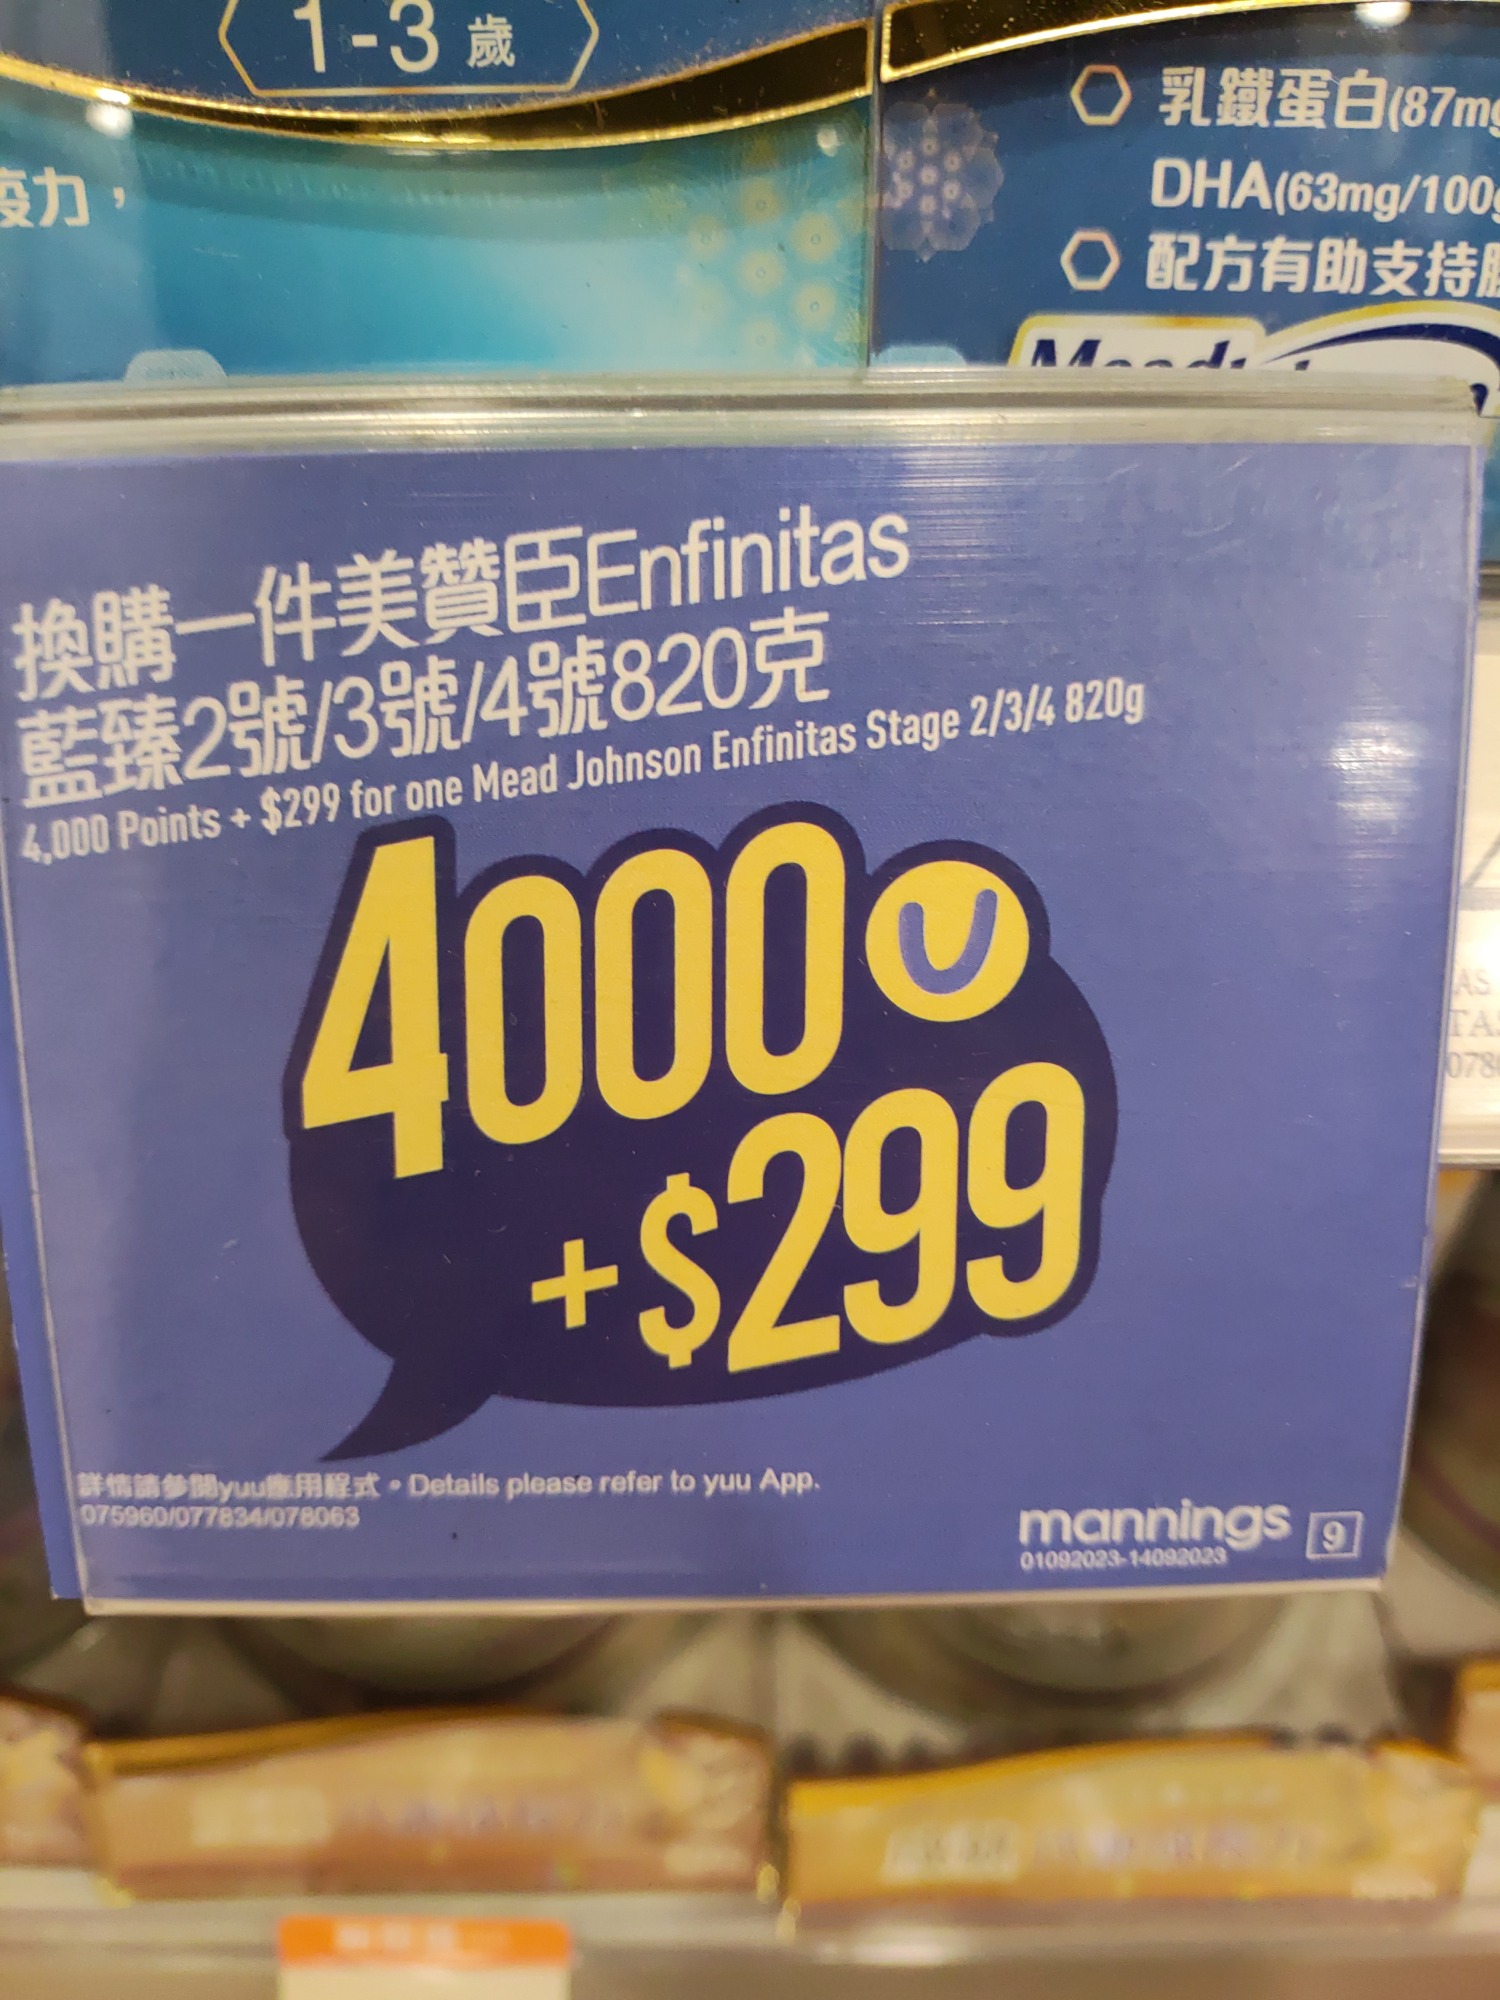 1-3 歲
疫力，
乳鐵蛋白(87mg
DHA(63mg/100g
配方有助支持
Mead
換購一件美贊臣Enfinitas
藍臻2號/3號/4號820克
4,000 Points + $299 for one Mead Johnson Enfinitas Stage 2/3/4 820g
4000 U
+$299
詳情請參閱yuu應用程式。Details please refer to yuu App.
075960/077834/078063
mannings 9
01092023-14092023